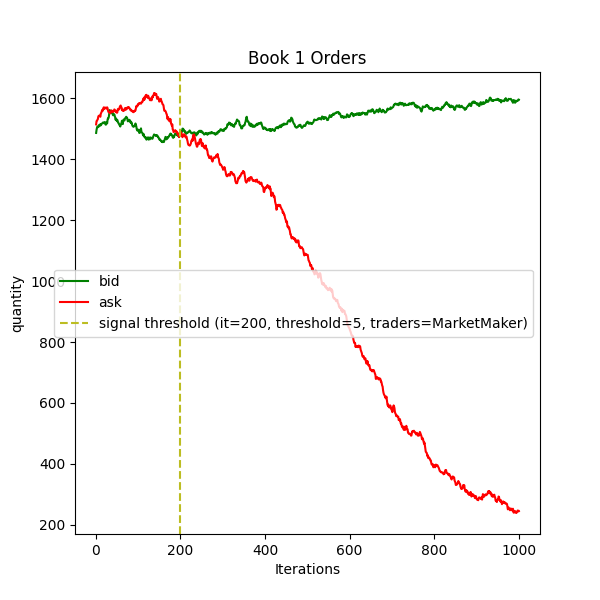 Book 1 Orders
quantity
1600
1400
1200
1000
800
600
400
200
bid
ask
signal threshold (it=200, threshold=5, traders=MarketMaker)
0 200 400 600 800 1000
Iterations